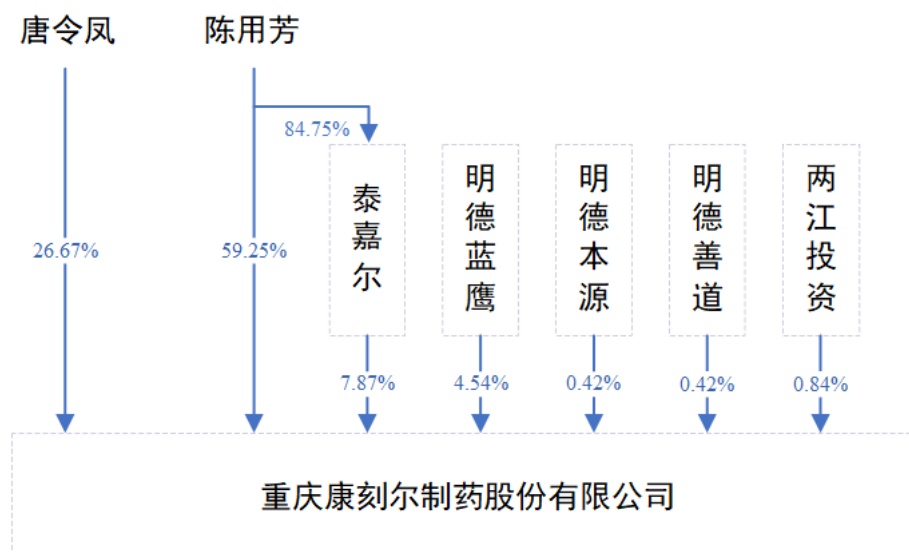 唐令凤
陈用芳
84.75%
泰嘉尔
明德蓝鹰
明德本源
明德善道
两江投资
26.67%
59.25%
7.87%
4.54%
0.42%
0.42%
0.84%
重庆康刻尔制药股份有限公司